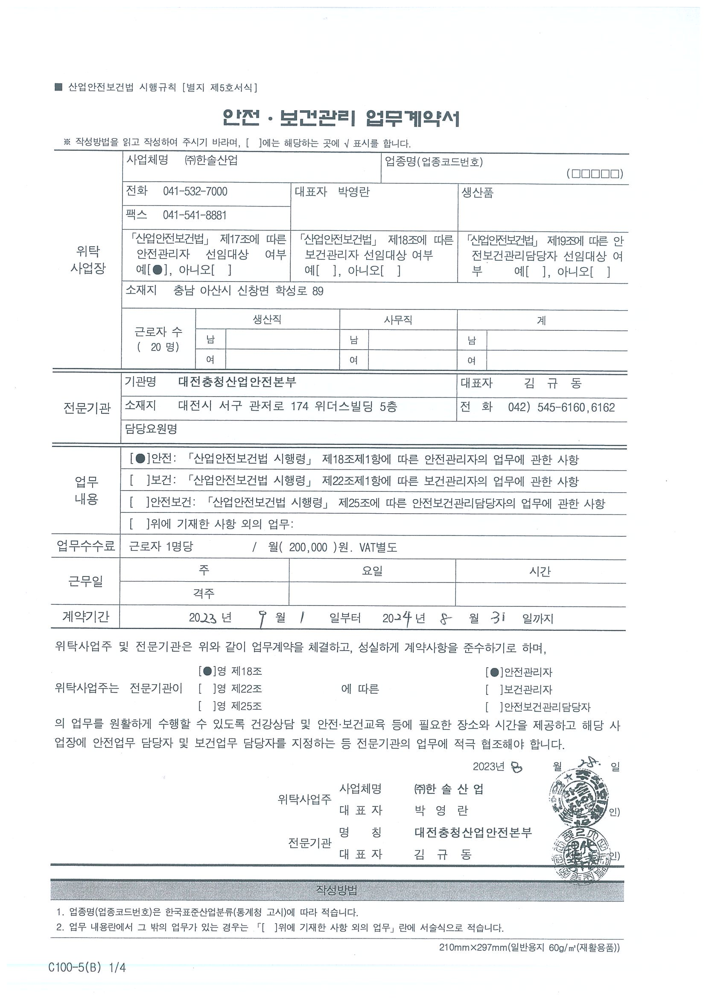 ■ 산업안전보건법 시행규칙 [별지 제5호서식]
안전 · 보건관리 업무계약서
※ 작성방법을 읽고 작성하여 주시기 바라며, [  ]에는 해당하는 곳에 √ 표시를 합니다.
위탁
사업장
사업체명 ㈜한솔산업
업종명(업종코드번호)
(□□□□□)
전화 041-532-7000
팩스 041-541-8881
대표자 박영란
생산품
「산업안전보건법」 제17조에 따른
안전관리자 선임대상 여부
예[●], 아니오[  ]
「산업안전보건법」 제18조에 따른
보건관리자 선임대상 여부
예[  ], 아니오[  ]
「산업안전보건법」 제19조에 따른 안
전보건관리담당자 선임대상 여
부 예[  ], 아니오[  ]
소재지 충남 아산시 신창면 학성로 89
근로자 수
( 20 명)
생산직 사무직 계
남 남 남
여 여 여
전문기관
기관명 대전충청산업안전본부 대표자 김 규 동
소재지 대전시 서구 관저로 174 위더스빌딩 5층 전 화 042) 545-6160,6162
담당요원명
업무
내용
[●]안전: 「산업안전보건법 시행령」 제18조제1항에 따른 안전관리자의 업무에 관한 사항
[  ]보건: 「산업안전보건법 시행령」 제22조제1항에 따른 보건관리자의 업무에 관한 사항
[  ]안전보건: 「산업안전보건법 시행령」 제25조에 따른 안전보건관리담당자의 업무에 관한 사항
[  ]위에 기재한 사항 외의 업무:
업무수수료 근로자 1명당 / 월( 200,000 )원. VAT별도
근무일
주 요일 시간
격주
계약기간 2023 년 9 월 1 일부터 2024 년 8 월 31 일까지
위탁사업주 및 전문기관은 위와 같이 업무계약을 체결하고, 성실하게 계약사항을 준수하기로 하며,
[●]영 제18조 [●]안전관리자
위탁사업주는 전문기관이 [  ]영 제22조 에 따른 [  ]보건관리자
[  ]영 제25조 [  ]안전보건관리담당자
의 업무를 원활하게 수행할 수 있도록 건강상담 및 안전·보건교육 등에 필요한 장소와 시간을 제공하고 해당 사
업장에 안전업무 담당자 및 보건업무 담당자를 지정하는 등 전문기관의 업무에 적극 협조해야 합니다.
2023년 8 월 28. 일
위탁사업주
사업체명 ㈜한 솔 산 업
대 표 자 박 영 란 인)
전문기관
명 칭 대전충청산업안전본부
대 표 자 김 규 동 인)
작성방법
1. 업종명(업종코드번호)은 한국표준산업분류(통계청 고시)에 따라 적습니다.
2. 업무 내용란에서 그 밖의 업무가 있는 경우는 「[  ]위에 기재한 사항 외의 업무」란에 서술식으로 적습니다.
210mm×297mm(일반용지 60g/㎡(재활용품))
C100-5(B) 1/4